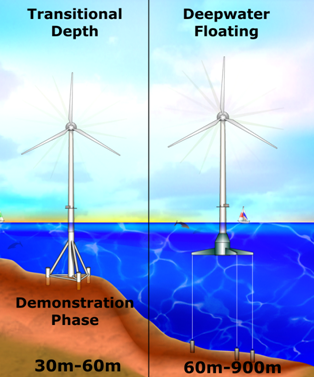 Transitional
Depth
Deepwater
Floating
Demonstration
Phase
30m-60m
60m-900m